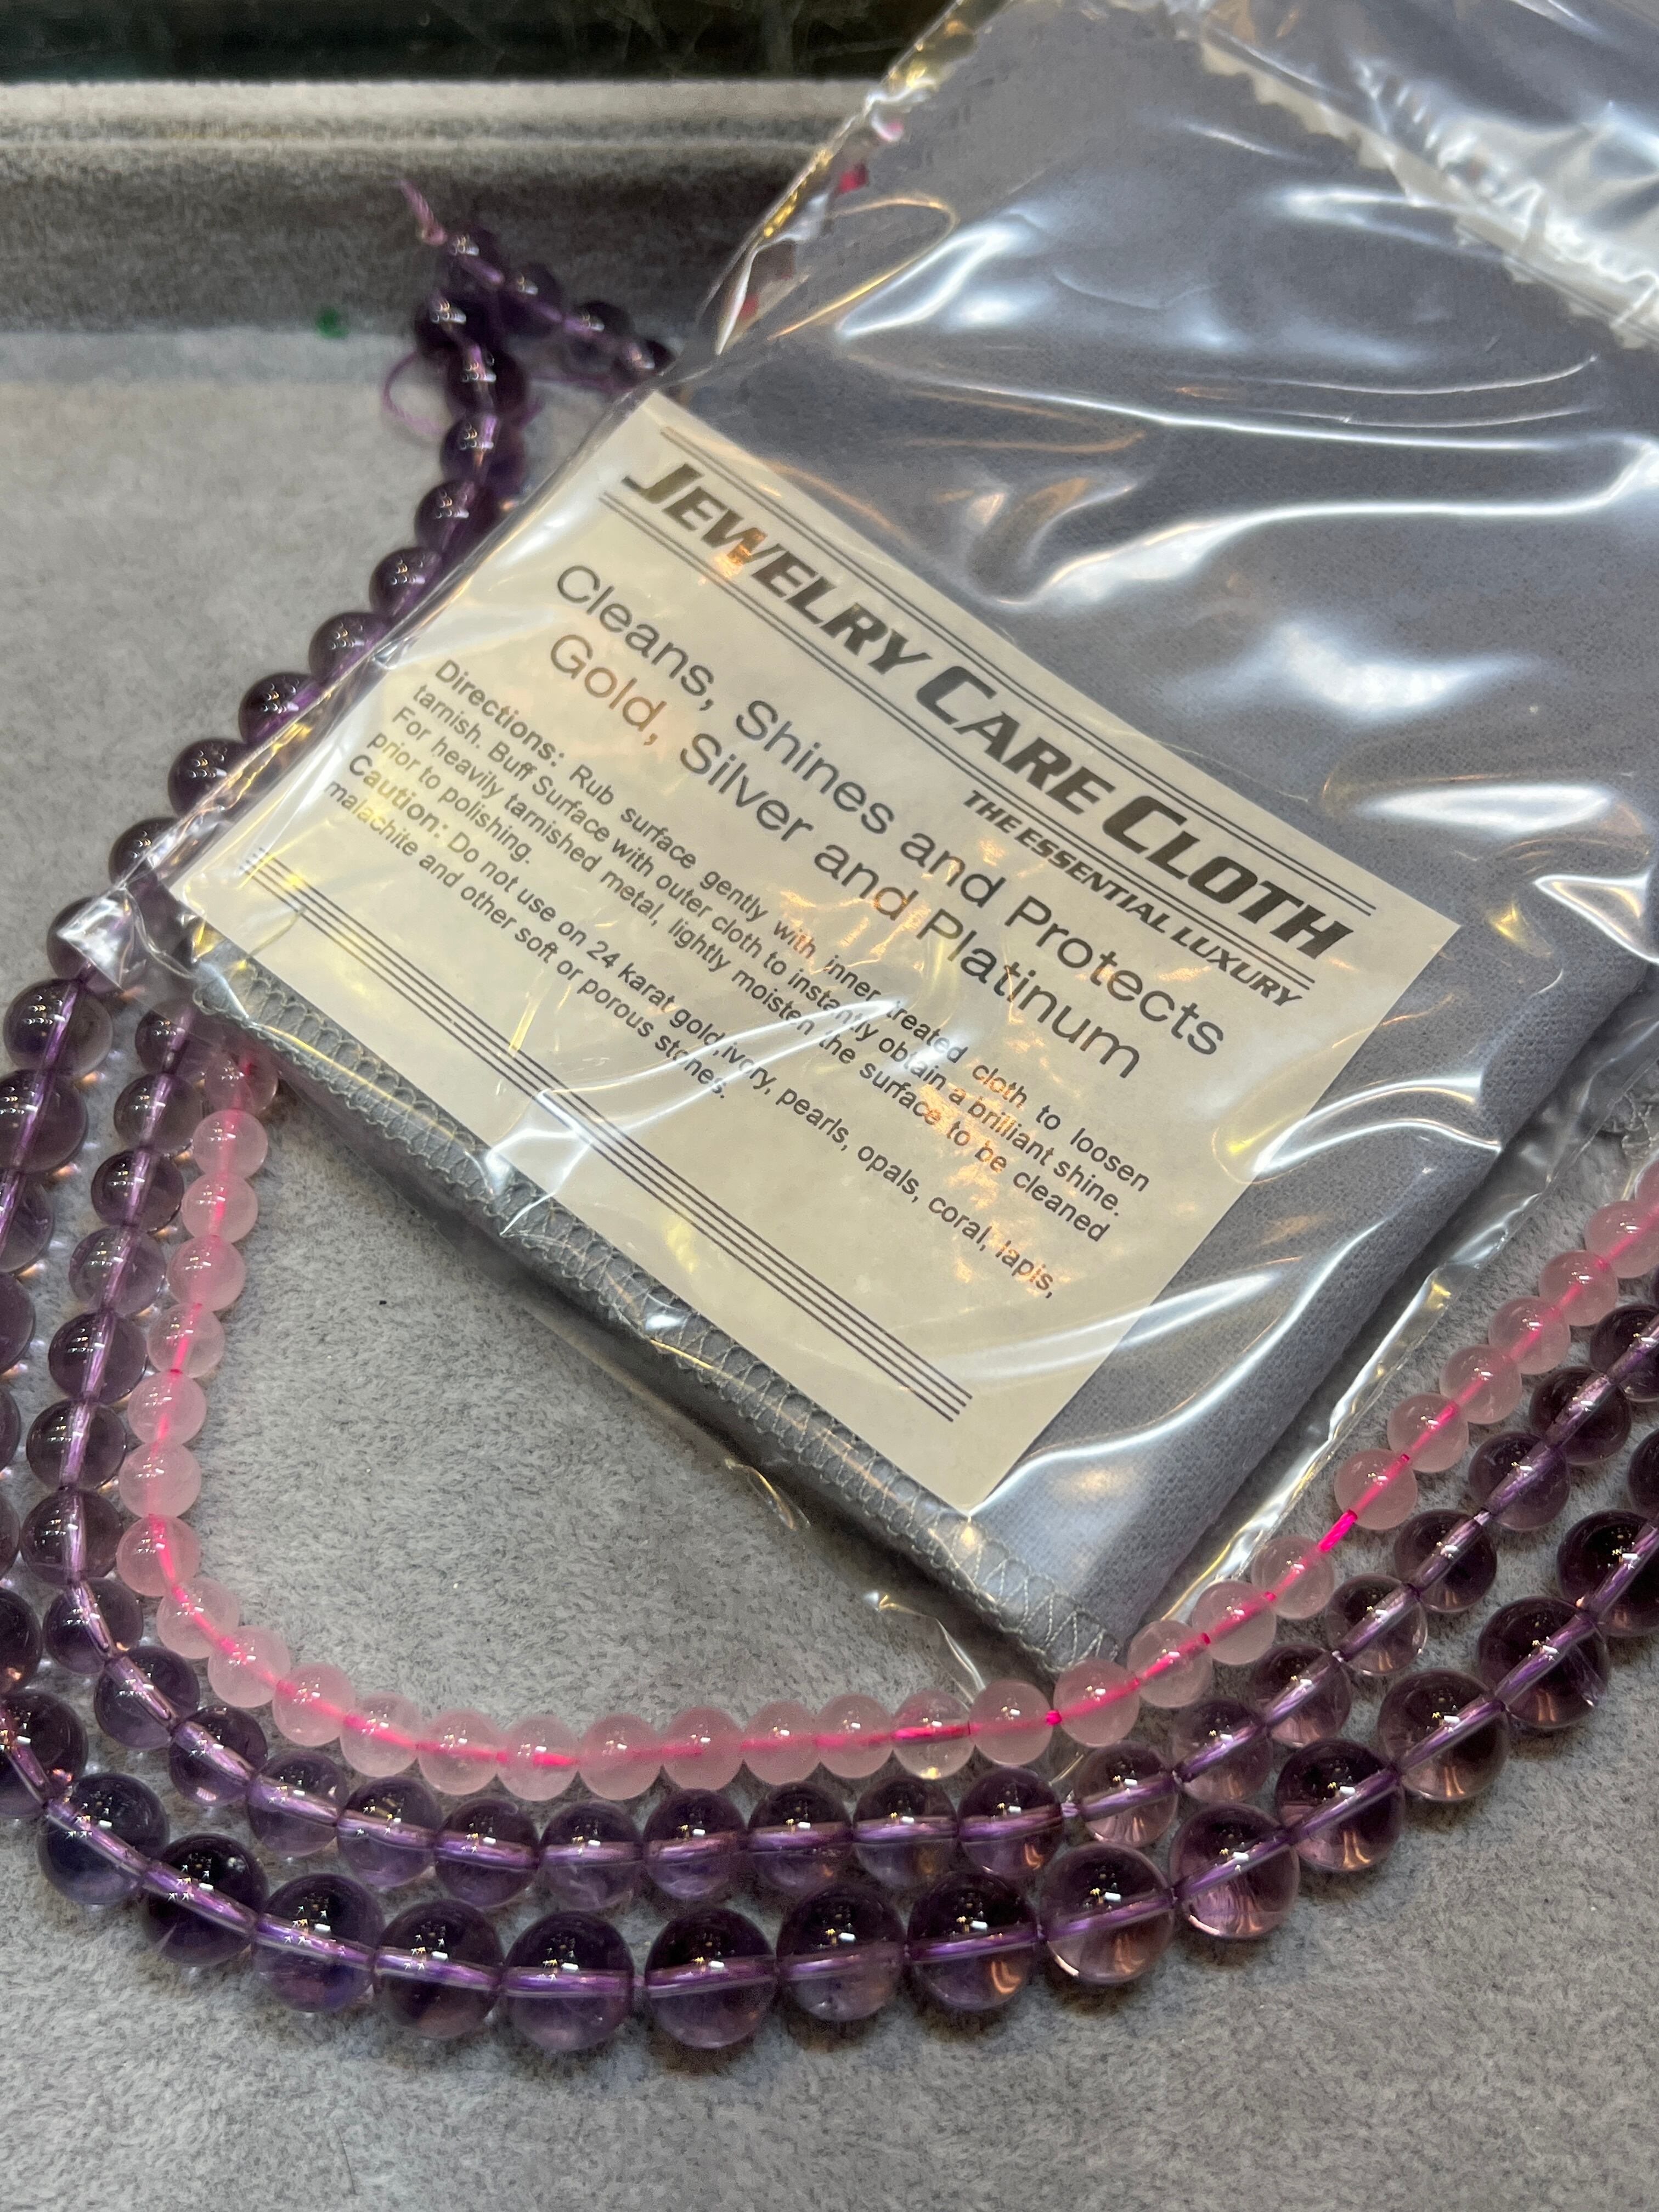 JEWELRY CARE CLOTH
THE ESSENTIAL LUXURY
Cleans, Shines and Protects
Gold, Silver and Platinum
Directions: Rub surface gently with inner treated cloth to loosen
tarnish. Buff Surface with outer cloth to instantly obtain a brilliant shine.
For heavily tarnished metal, lightly moisten the surface to be cleaned
prior to polishing.
Caution: Do not use on 24 karat gold,ivory, pearls, opals, coral, lapis,
malachite and other soft or porous stones.